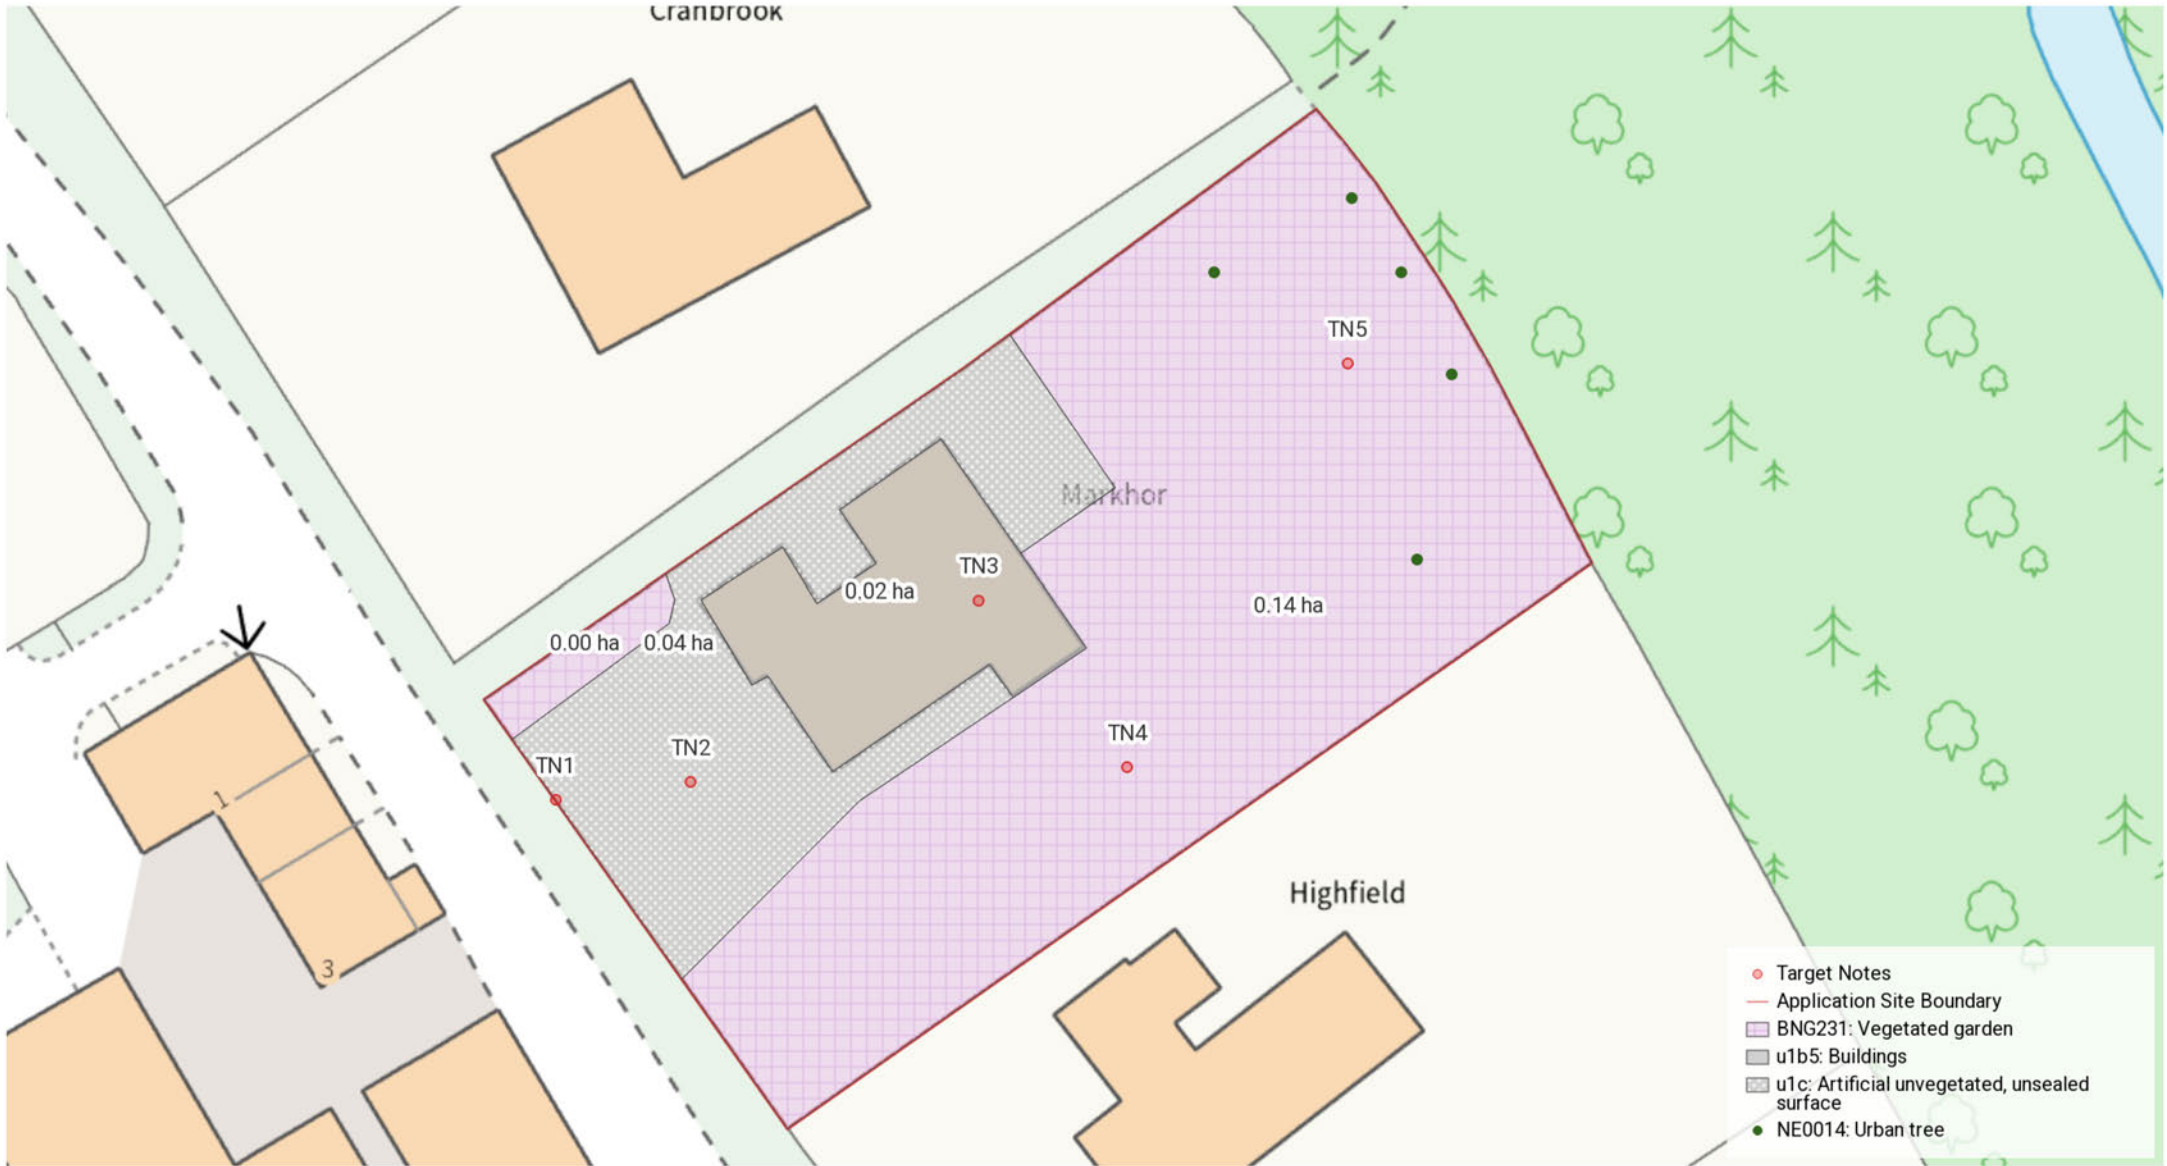 Cranbrook
TN5
Markhor
TN3
0.02 ha
0.14 ha
0.00 ha
0.04 ha
TN4
TN2
TN1
1
Highfield
3
Target Notes
Application Site Boundary
BNG231: Vegetated garden
u1b5: Buildings
u1c: Artificial unvegetated, unsealed
surface
NE0014: Urban tree